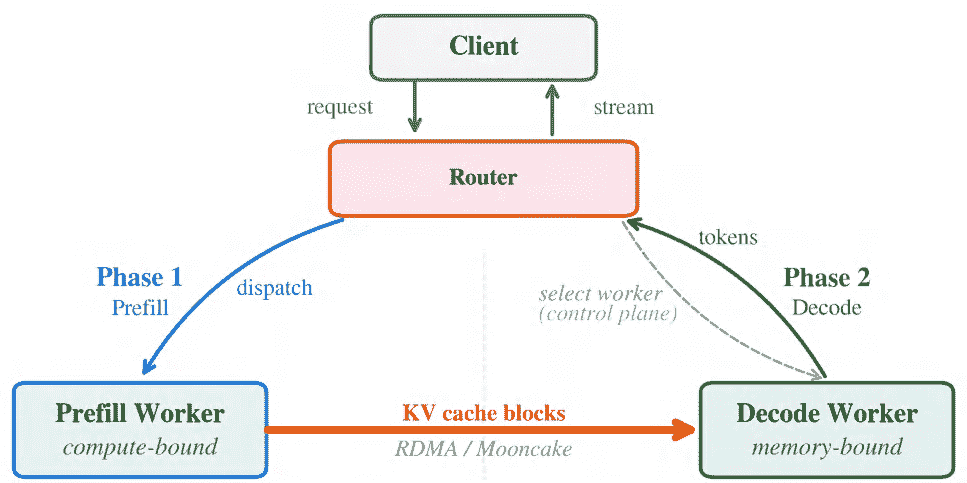 Client
request
stream
Router
tokens
Phase 1
Prefill
dispatch
select worker
(control plane)
Phase 2
Decode
Prefill Worker
compute-bound
KV cache blocks
RDMA / Mooncake
Decode Worker
memory-bound